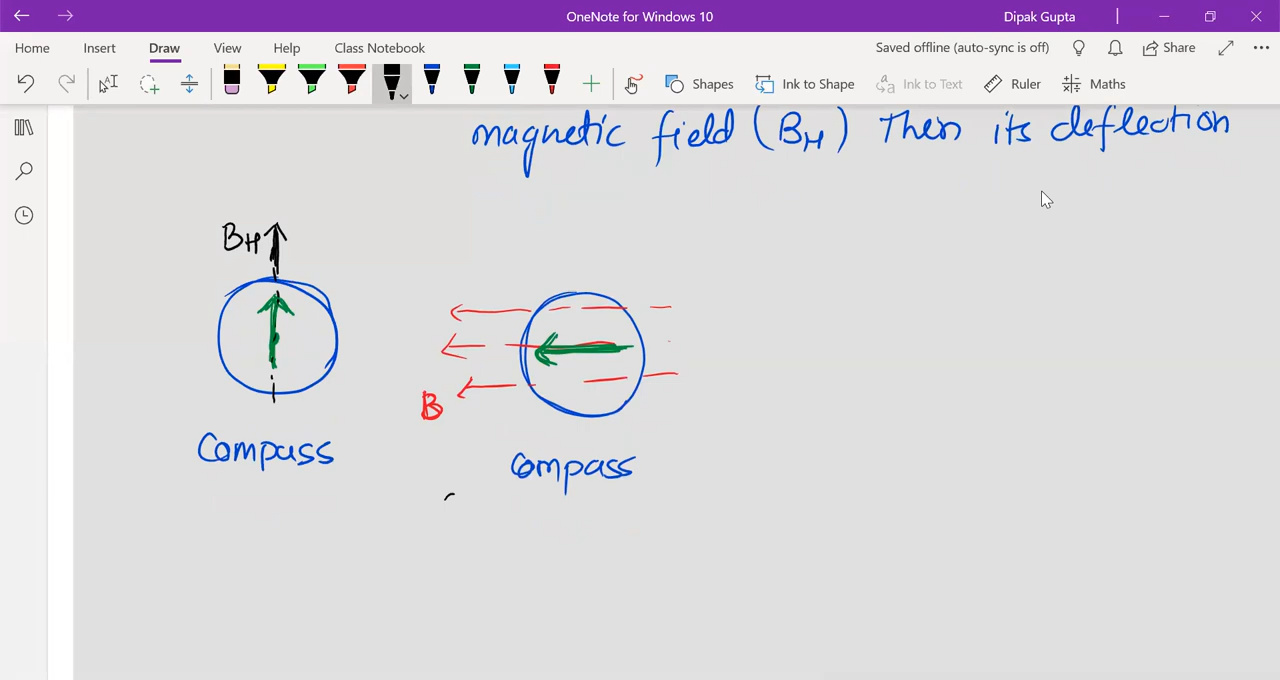 OneNote for Windows 10
Dipak Gupta
Home Insert Draw View Help Class Notebook
Saved offline (auto-sync is off)
Share
Shapes
Ink to Shape
Ink to Text
Ruler
Maths
magnetic field (BH) Then its deflection
BH
B
Compass
Compass